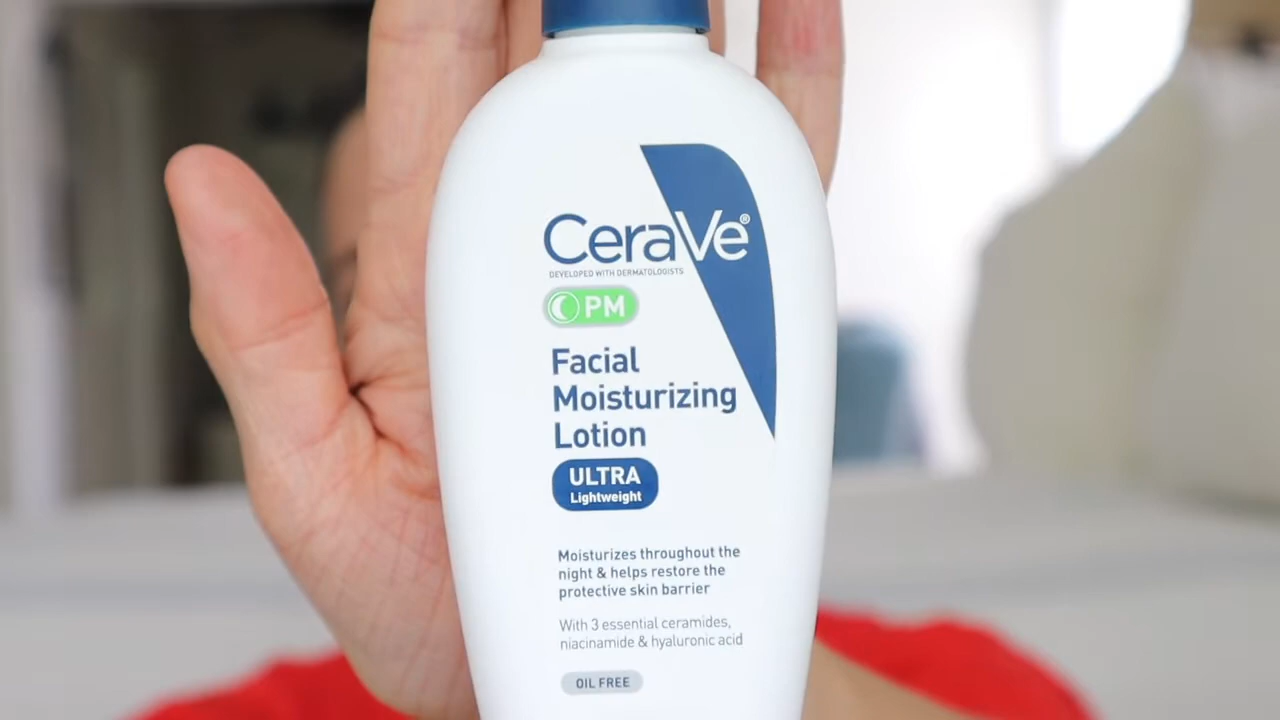 CeraVe®
DEVELOPED WITH DERMATOLOGISTS
PM
Facial
Moisturizing
Lotion
ULTRA
Lightweight
Moisturizes throughout the
night & helps restore the
protective skin barrier
With 3 essential ceramides,
niacinamide & hyaluronic acid
OIL FREE